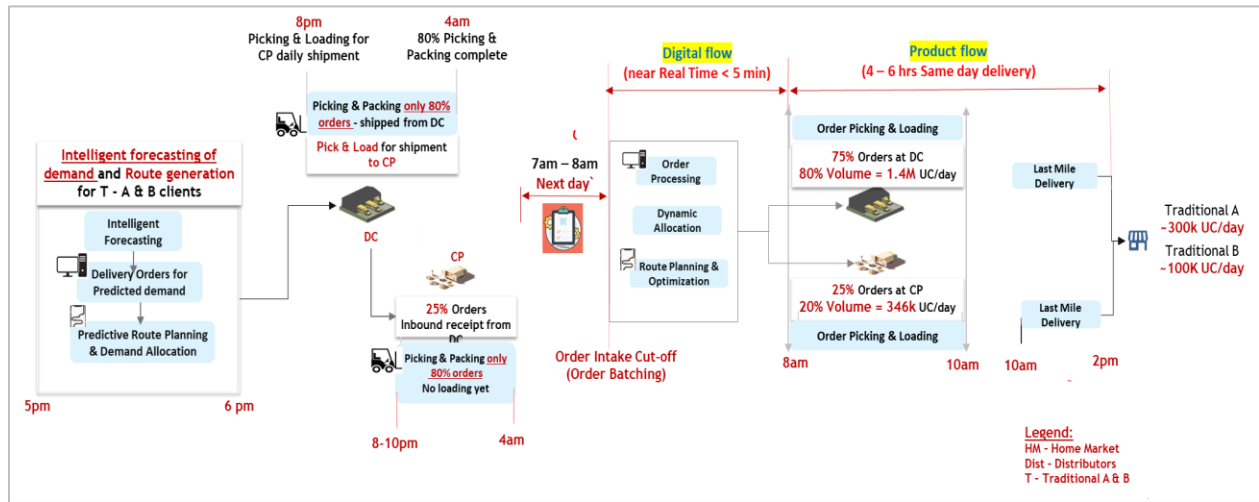 8pm
Picking & Loading for
CP daily shipment
4am
80% Picking &
Packing complete
Digital flow
(near Real Time < 5 min)
Product flow
(4 – 6 hrs Same day delivery)
Picking & Packing only 80%
orders - shipped from DC
Pick & Load for shipment
to CP
Intelligent forecasting of
demand and Route generation
for T - A & B clients
Intelligent
Forecasting
Delivery Orders for
Predicted demand
Predictive Route Planning
& Demand Allocation
5pm
6 pm
DC
CP
25% Orders
Inbound receipt from
DC
Picking & Packing only
80% orders
No loading yet
8-10pm
4am
7am – 8am
Next day`
Order Intake Cut-off
(Order Batching)
Order
Processing
Dynamic
Allocation
Route Planning &
Optimization
Order Picking & Loading
75% Orders at DC
80% Volume = 1.4M UC/day
25% Orders at CP
20% Volume = 346k UC/day
Order Picking & Loading
8am
10am
Last Mile
Delivery
Last Mile
Delivery
10am
2pm
Traditional A
~300k UC/day
Traditional B
~100K UC/day
Legend:
HM – Home Market
Dist – Distributors
T – Traditional A & B